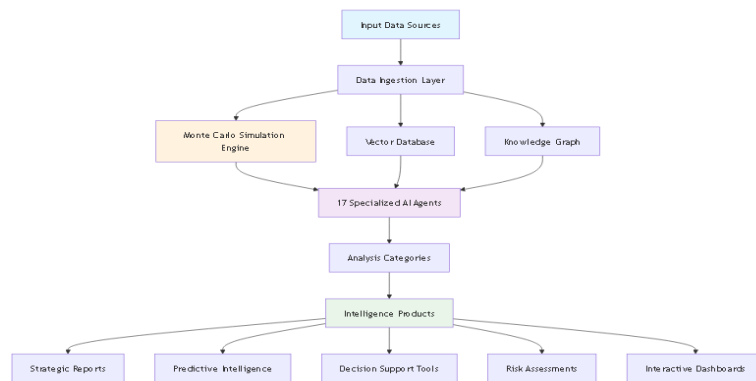 Input Data Sources
Data Ingestion Layer
Monte Carlo Simulation
Engine
Vector Database
Knowledge Graph
17 Specialized AI Agents
Analysis Categories
Intelligence Products
Strategic Reports
Predictive Intelligence
Decision Support Tools
Risk Assessments
Interactive Dashboards